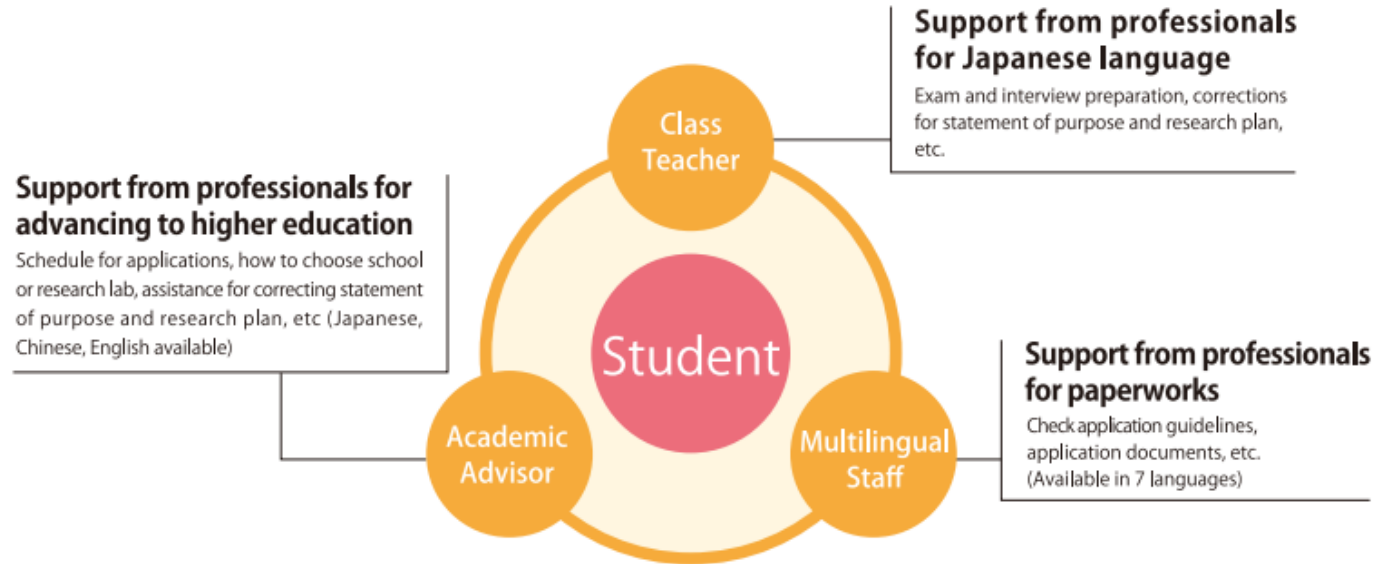 Support from professionals
for Japanese language
Exam and interview preparation, corrections
for statement of purpose and research plan,
etc.
Class
Teacher
Support from professionals for
advancing to higher education
Schedule for applications, how to choose school
or research lab, assistance for correcting statement
of purpose and research plan, etc (Japanese,
Chinese, English available)
Student
Academic
Advisor
Multilingual
Staff
Support from professionals
for paperworks
Check application guidelines,
application documents, etc.
(Available in 7 languages)